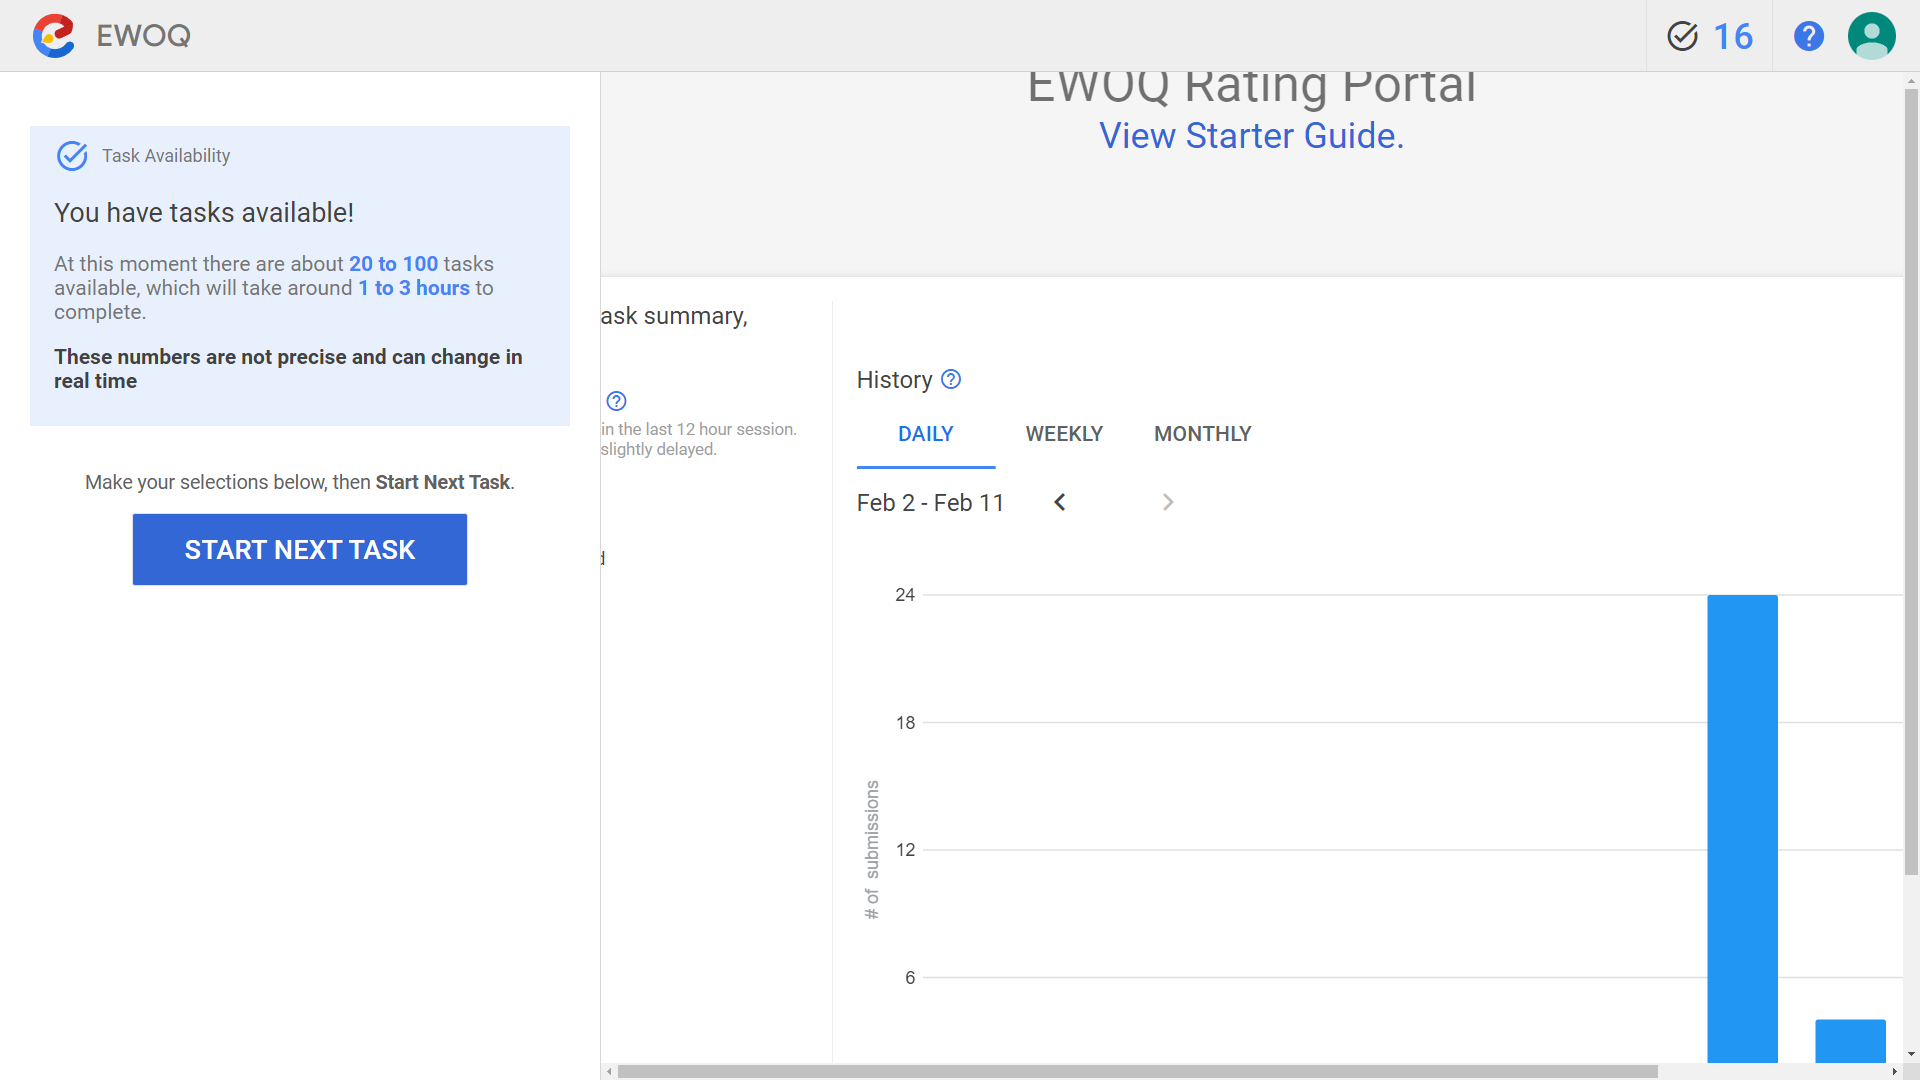 EWOQ
16
Task Availability
You have tasks available!
At this moment there are about 20 to 100 tasks
available, which will take around 1 to 3 hours to
complete.
These numbers are not precise and can change in
real time
Make your selections below, then Start Next Task.
START NEXT TASK
EWOQ Rating Portal
View Starter Guide.
ask summary,
in the last 12 hour session.
slightly delayed.
History
DAILY WEEKLY MONTHLY
Feb 2 - Feb 11
24
18
12
6
# of submissions